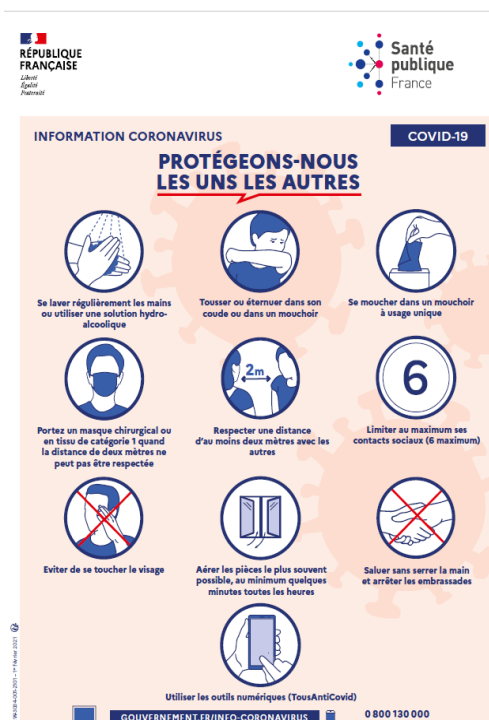 RÉPUBLIQUE
FRANÇAISE
Liberté
Égalité
Fraternité
Santé
publique
France
INFORMATION CORONAVIRUS
COVID-19
PROTÉGEONS-NOUS
LES UNS LES AUTRES
Se laver régulièrement les mains
ou utiliser une solution hydro-
alcoolique
Tousser ou éternuer dans son
coude ou dans un mouchoir
Se moucher dans un mouchoir
à usage unique
2m
6
Portez un masque chirurgical ou
en tissu de catégorie 1 quand
la distance de deux mètres ne
peut pas être respectée
Respecter une distance
d'au moins deux mètres avec les
autres
Limiter au maximum ses
contacts sociaux (6 maximum)
Eviter de se toucher le visage
Aérer les pièces le plus souvent
possible, au minimum quelques
minutes toutes les heures
Saluer sans serrer la main
et arrêter les embrassades
Utiliser les outils numériques (TousAntiCovid)
GOUVERNEMENT.FR/INFO-CORONAVIRUS
0 800 130 000
1er février 2021